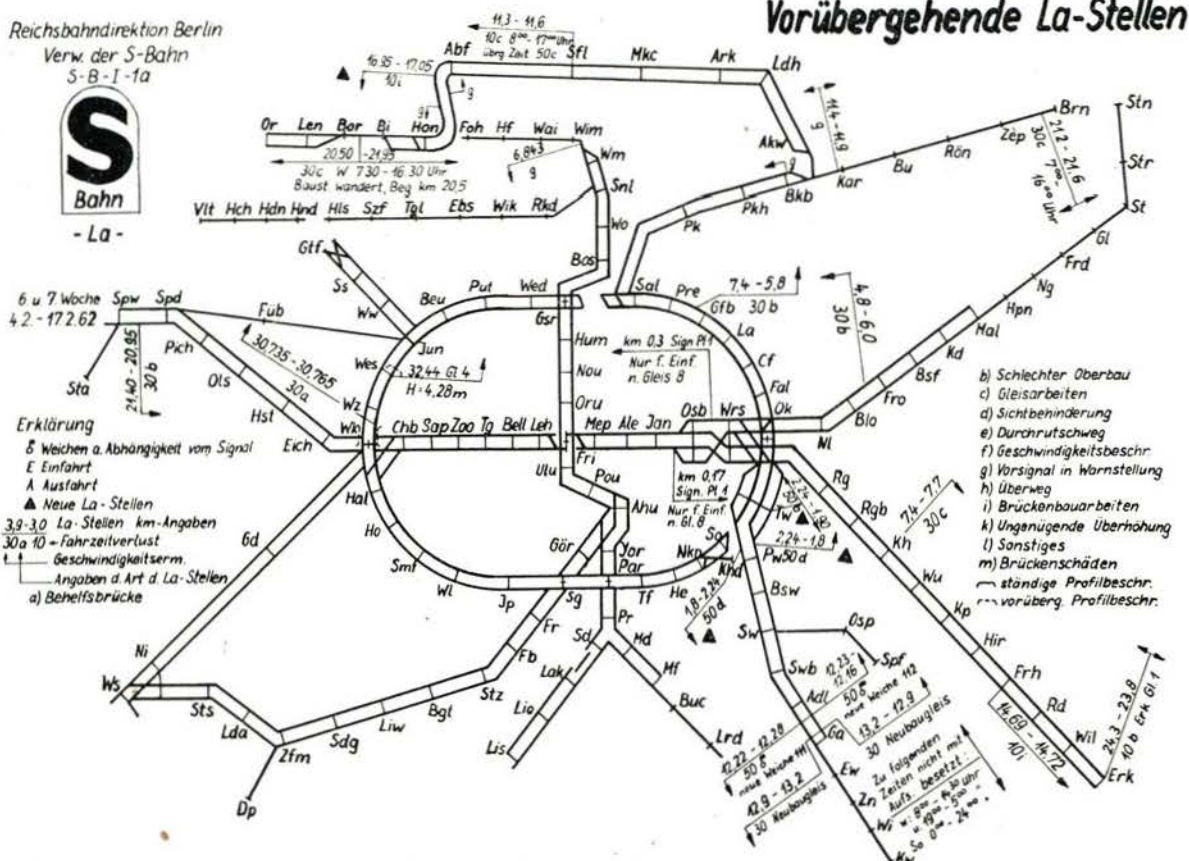 Vorübergehende La-Stellen
Reichsbahndirektion Berlin
Verw. der S-Bahn
S-B-I-1a
S
Bahn
- La -
11,3 - 11,6
10c 8⁰⁰- 17⁰⁰Uhr
übrg Zeit 50c
▲
16.95 - 17.05
10i
g
g
Abf
Sfl
Mkc
Ark
Ldh
Or
Len
Bor
Bi
Hon
Foh
Hf
Wai
Wim
20.50 - 21.95
30c W 7.30 - 16.30 Uhr
Baust. wandert, Beg. km 20,5
6,843
g
Wm
Snl
Wo
Bos
Akw
11,4 - 11,9
g
g
Bkb
Pkh
Pk
Kar
Bu
Rön
Zèp
Brn
21.2 - 21.6
30c 7⁰⁰-
16⁰⁰ Uhr
Stn
Str
St
Gl
Frd
Ng
Hpn
Mal
Vlt
Hch
Hdn
Hnd
Hls
Szf
Tgl
Ebs
Wik
Rkd
Gtf
Ss
Ww
Jun
6 u 7. Woche
4.2. - 17.2.62
Spw
Spd
Füb
Sta
21,40 - 20,95
30 b
Pich
Ols
Hst
Eich
30,735 - 30,765
30a
Beu
Put
Wed
Gsr
Wes
32,44 Gl 4
H = 4,28m
Wz
Wk
Hum
Nou
Oru
Sal
Pre
Gfb
7,4 - 5,8
30 b
La
Cf
Fal
Ok
4,8 - 6,0
30b
km 0,3 Sign Pl 1
Nur f. Einf.
n. Gleis 8
Chb
Sap
Zoo
Tg
Bell
Leh
Fri
Mep
Ale
Jan
Osb
Wrs
Nl
Blo
Fro
Bsf
Kd
km 0,17
Sign. Pl 1
Nur f. Einf.
n. Gl. 8
Erklärung
Weichen a. Abhängigkeit vom Signal
E Einfahrt
A Ausfahrt
▲ Neue La-Stellen
3,9-3,0 La-Stellen km-Angaben
30a 10 = Fahrzeitverlust
Geschwindigkeitserm.
Angaben d. Art d. La-Stellen
a) Behelfsbrücke
b) Schlechter Oberbau
c) Gleisarbeiten
d) Sichtbehinderung
e) Durchrutschweg
f) Geschwindigkeitsbeschr.
g) Vorsignal in Warnstellung
h) Überweg
i) Brückenbauarbeiten
k) Ungenügende Überhöhung
l) Sonstiges
m) Brückenschäden
ständige Profilbeschr.
vorüberg. Profilbeschr.
Hal
Ho
Smf
Wl
Jp
Sg
Ulu
Pou
Ahu
Gör
Yor
Par
Tf
He
Nkn
So
Khd
Tw
Pw
50 d
2,24 - 1,8
▲
▲
1,8 - 2,24
50 d
▲
Rg
Rgb
Kh
7,4 - 7,7
30c
Wu
Kp
Hir
Frh
Rd
Wil
Erk
14,69 - 14,72
10i
24,3 - 23,8
10 b Erk Gl.1
Bsw
Sw
Osp
Spf
Swb
Adl
Ga
Ew
Zn
Wi
Kw
12,23 -
12,16
50
neue Weiche 112
13,2 - 12,9
30 Neubaugleis
12,22 - 12,28
50
neue Weiche 111
12,9 - 13,2
30 Neubaugleis
Zu folgenden
Zeiten nicht mit
Aufs. besetzt:
Fr
Fb
Stz
Bgt
Liw
Sdg
Zfm
Dp
Lda
Sts
Ws
Ni
Gd
Pr
Sd
Lak
Lio
Lis
Md
Mf
Buc
Lrd